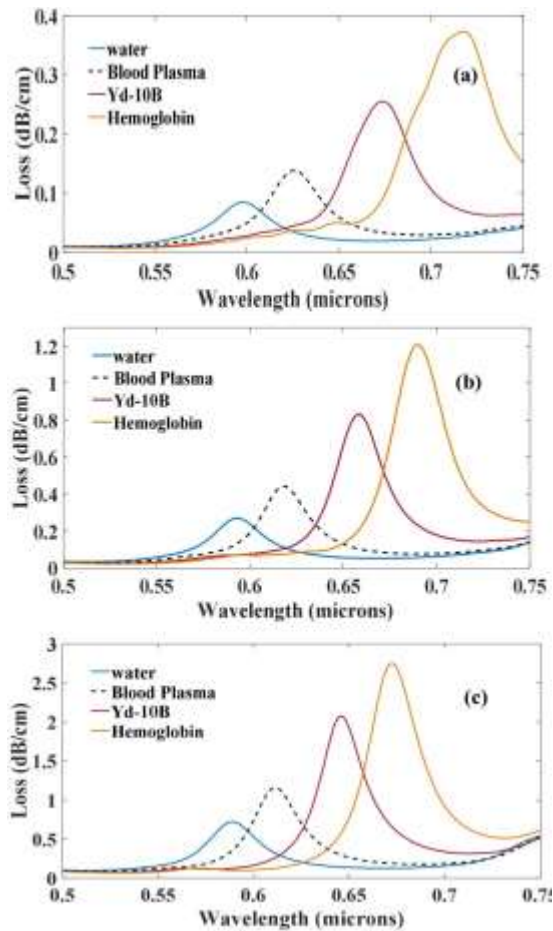 0.4
0.3
0.2
0.1
0
Loss (dB/cm)
water
Blood Plasma
Yd-10B
Hemoglobin
(a)
0.5 0.55 0.6 0.65 0.7 0.75
Wavelength (microns)
1.2
1
0.8
0.6
0.4
0.2
0
Loss (dB/cm)
water
Blood Plasma
Yd-10B
Hemoglobin
(b)
0.5 0.55 0.6 0.65 0.7 0.75
Wavelength (microns)
3
2.5
2
1.5
1
0.5
0
Loss (dB/cm)
water
Blood Plasma
Yd-10B
Hemoglobin
(c)
0.5 0.55 0.6 0.65 0.7 0.75
Wavelength (microns)